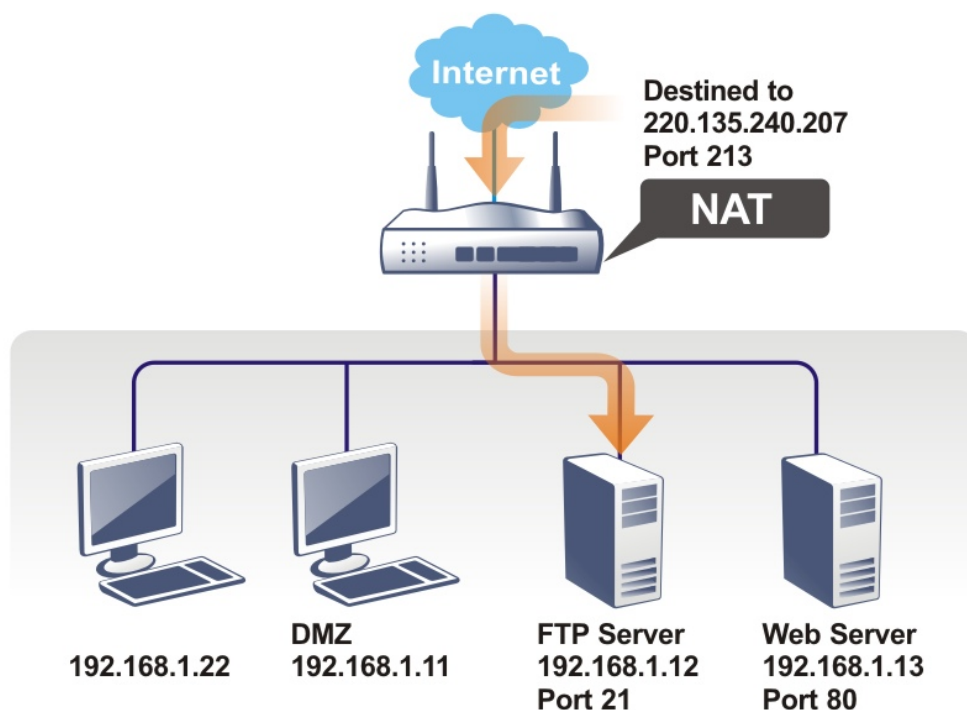 Internet
Destined to
220.135.240.207
Port 213
NAT
192.168.1.22
DMZ
192.168.1.11
FTP Server
192.168.1.12
Port 21
Web Server
192.168.1.13
Port 80